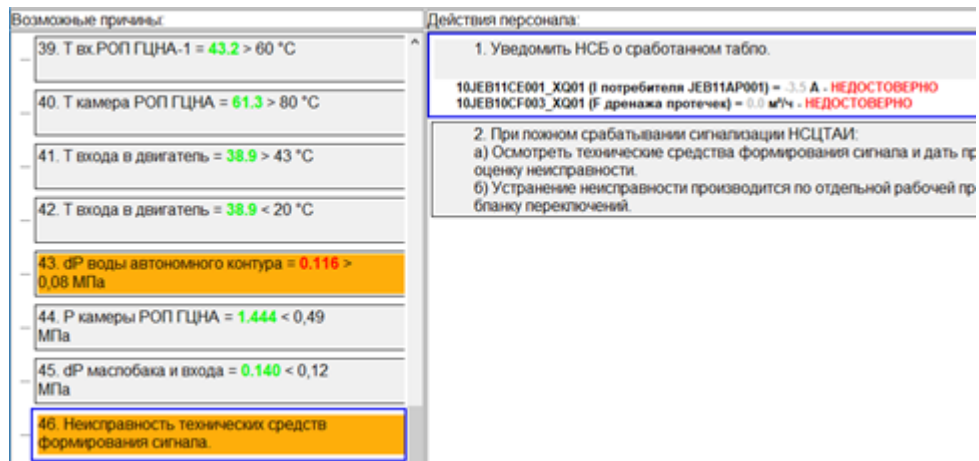 Возможные причины:
39. Т вх.РОП ГЦНА-1 = 43.2 > 60 °С
40. Т камера РОП ГЦНА = 61.3 > 80 °С
41. Т входа в двигатель = 38.9 > 43 °С
42. Т входа в двигатель = 38.9 < 20 °С
43. dP воды автономного контура = 0.116 >
0,08 МПа
44. Р камеры РОП ГЦНА = 1.444 < 0,49
МПа
45. dP маслобака и входа = 0.140 < 0,12
МПа
46. Неисправность технических средств
формирования сигнала.
Действия персонала:
1. Уведомить НСБ о сработанном табло.
10JEB11CE001_XQ01 (I потребителя JEB11AP001) = -3.5 А - НЕДОСТОВЕРНО
10JEB10CF003_XQ01 (F дренажа протечек) = 0.0 м³/ч - НЕДОСТОВЕРНО
2. При ложном срабатывании сигнализации НСЦТАИ:
а) Осмотреть технические средства формирования сигнала и дать пр
оценку неисправности.
б) Устранение неисправности производится по отдельной рабочей пр
бланку переключений.